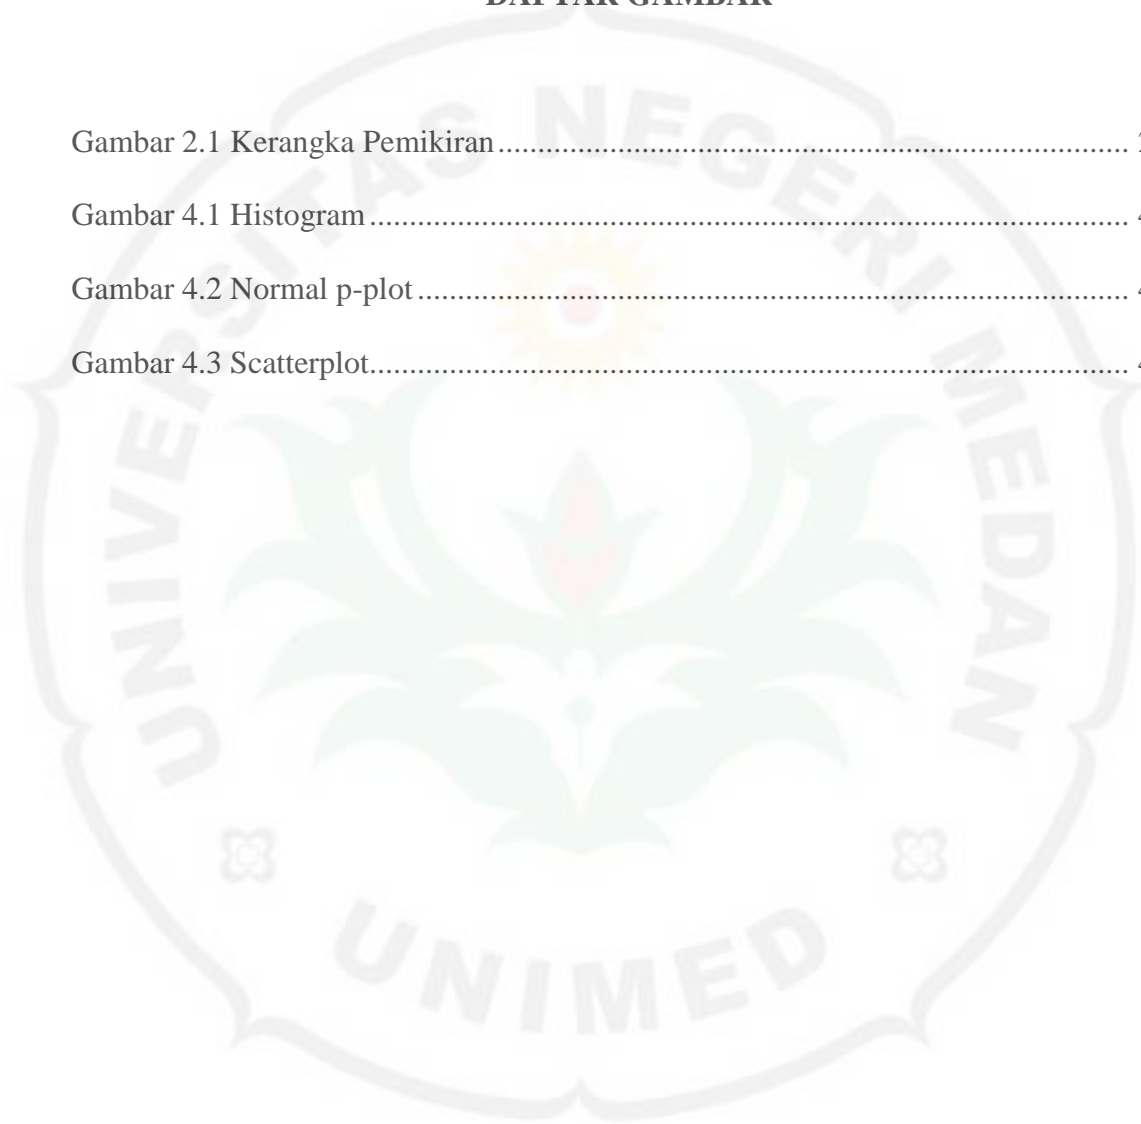 DAFTAR GAMBAR
Gambar 2.1 Kerangka Pemikiran...............................................................................
Gambar 4.1 Histogram...............................................................................................
Gambar 4.2 Normal p-plot.........................................................................................
Gambar 4.3 Scatterplot...............................................................................................
UNIVERSITAS NEGERI MEDAN
UNIMED